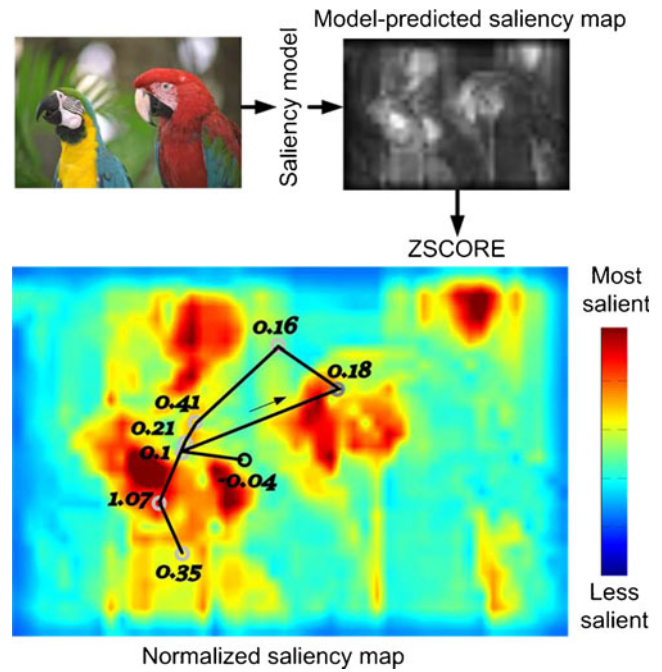 Model-predicted saliency map
Saliency model
ZSCORE
Most
salient
0.16
0.18
0.41
0.21
0.1
-0.04
1.07
0.35
Less
salient
Normalized saliency map